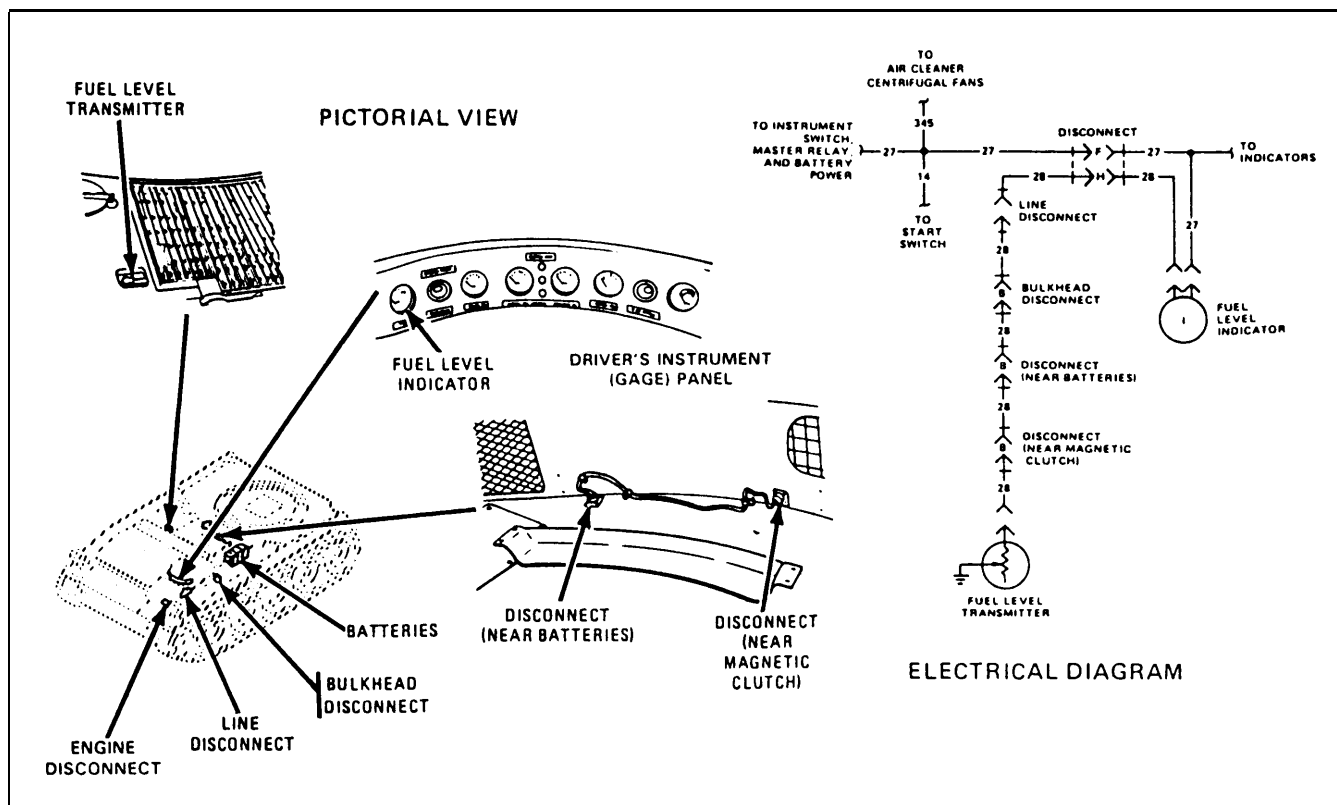 FUEL LEVEL
TRANSMITTER
PICTORIAL VIEW
FUEL LEVEL
INDICATOR
DRIVER'S INSTRUMENT
(GAGE) PANEL
DISCONNECT
(NEAR BATTERIES)
DISCONNECT
(NEAR
MAGNETIC
CLUTCH)
BATTERIES
BULKHEAD
DISCONNECT
LINE
DISCONNECT
ENGINE
DISCONNECT
TO
AIR CLEANER
CENTRIFUGAL FANS
345
TO INSTRUMENT
SWITCH,
MASTER RELAY,
AND BATTERY
POWER
27
27
DISCONNECT
F
27
TO
INDICATORS
14
TO
START
SWITCH
28
H
28
LINE
DISCONNECT
27
28
B
BULKHEAD
DISCONNECT
FUEL
LEVEL
INDICATOR
28
B
DISCONNECT
(NEAR BATTERIES)
28
B
DISCONNECT
(NEAR MAGNETIC
CLUTCH)
28
FUEL LEVEL
TRANSMITTER
ELECTRICAL DIAGRAM